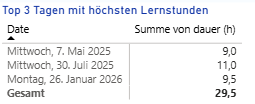 Top 3 Tagen mit höchsten Lernstunden
Date Summe von dauer (h)
Mittwoch, 7. Mai 2025 9,0
Mittwoch, 30. Juli 2025 11,0
Montag, 26. Januar 2026 9,5
Gesamt 29,5